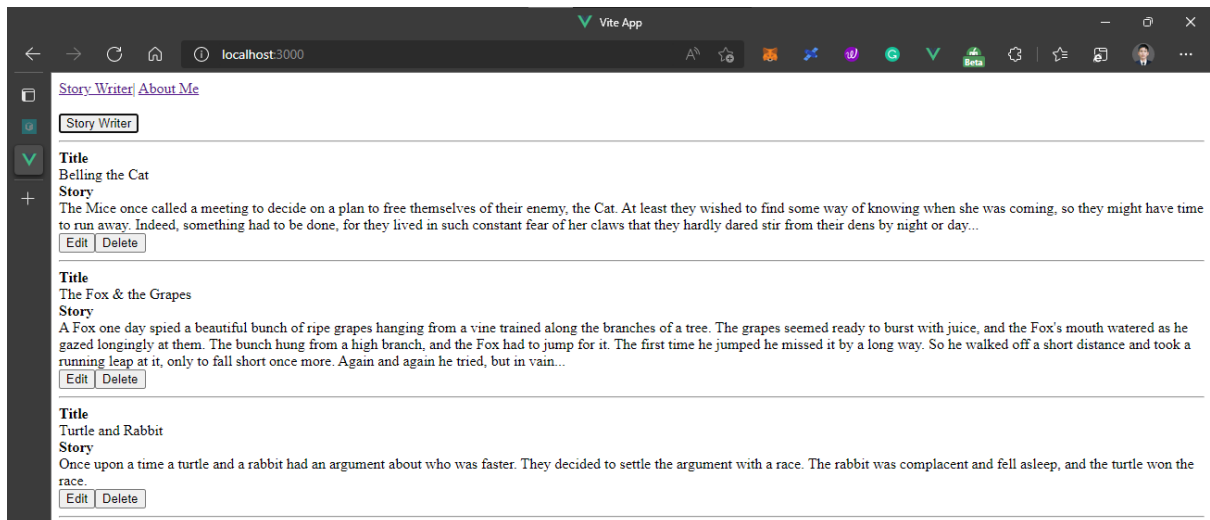 Vite App
localhost:3000
Beta
Story Writer| About Me
Story Writer
Title
Belling the Cat
Story
The Mice once called a meeting to decide on a plan to free themselves of their enemy, the Cat. At least they wished to find some way of knowing when she was coming, so they might have time
to run away. Indeed, something had to be done, for they lived in such constant fear of her claws that they hardly dared stir from their dens by night or day...
Edit Delete
Title
The Fox & the Grapes
Story
A Fox one day spied a beautiful bunch of ripe grapes hanging from a vine trained along the branches of a tree. The grapes seemed ready to burst with juice, and the Fox's mouth watered as he
gazed longingly at them. The bunch hung from a high branch, and the Fox had to jump for it. The first time he jumped he missed it by a long way. So he walked off a short distance and took a
running leap at it, only to fall short once more. Again and again he tried, but in vain...
Edit Delete
Title
Turtle and Rabbit
Story
Once upon a time a turtle and a rabbit had an argument about who was faster. They decided to settle the argument with a race. The rabbit was complacent and fell asleep, and the turtle won the
race.
Edit Delete